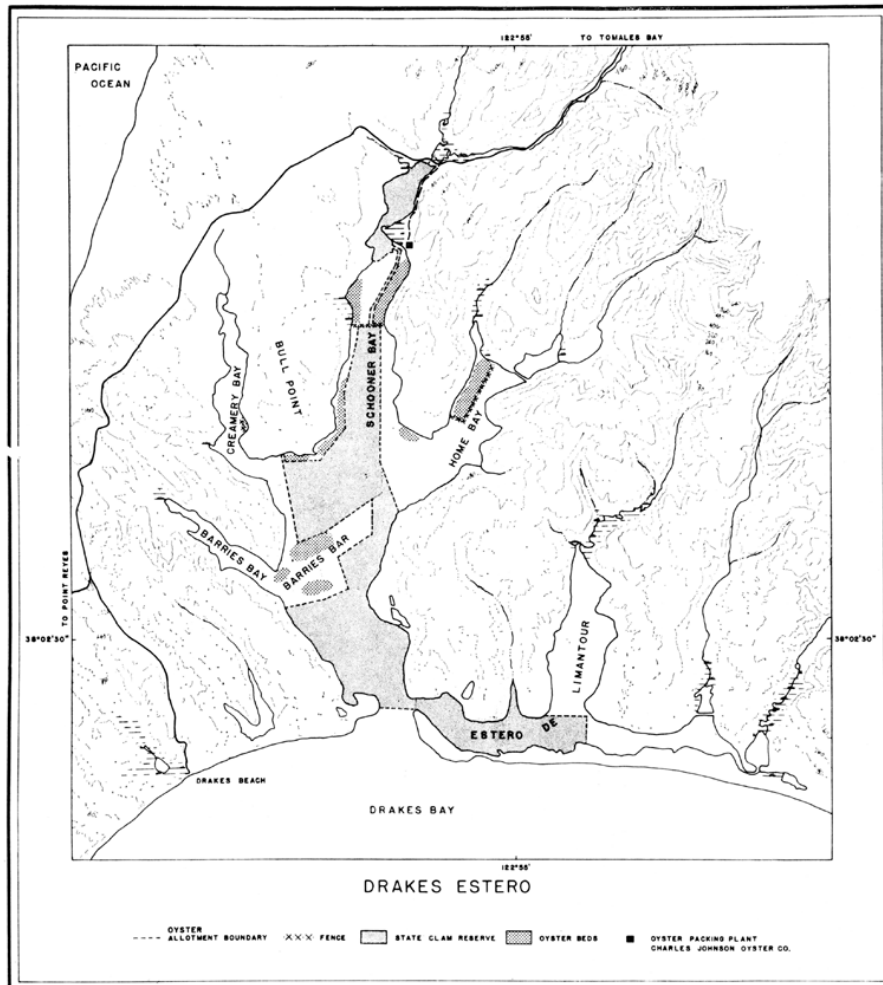 122°55' TO TOMALES BAY
PACIFIC
OCEAN
SCHOONER BAY
BULL POINT
CREAMERY BAY
HOME BAY
BARRIES BAY
BARRIES BAR
TO POINT REYES
38°02'30"
38°02'30"
LIMANTOUR
ESTERO DE
DRAKES BEACH
DRAKES BAY
122°55'
DRAKES ESTERO
OYSTER
ALLOTMENT BOUNDARY
FENCE
STATE CLAM RESERVE
OYSTER BEDS
OYSTER PACKING PLANT
CHARLES JOHNSON OYSTER CO.